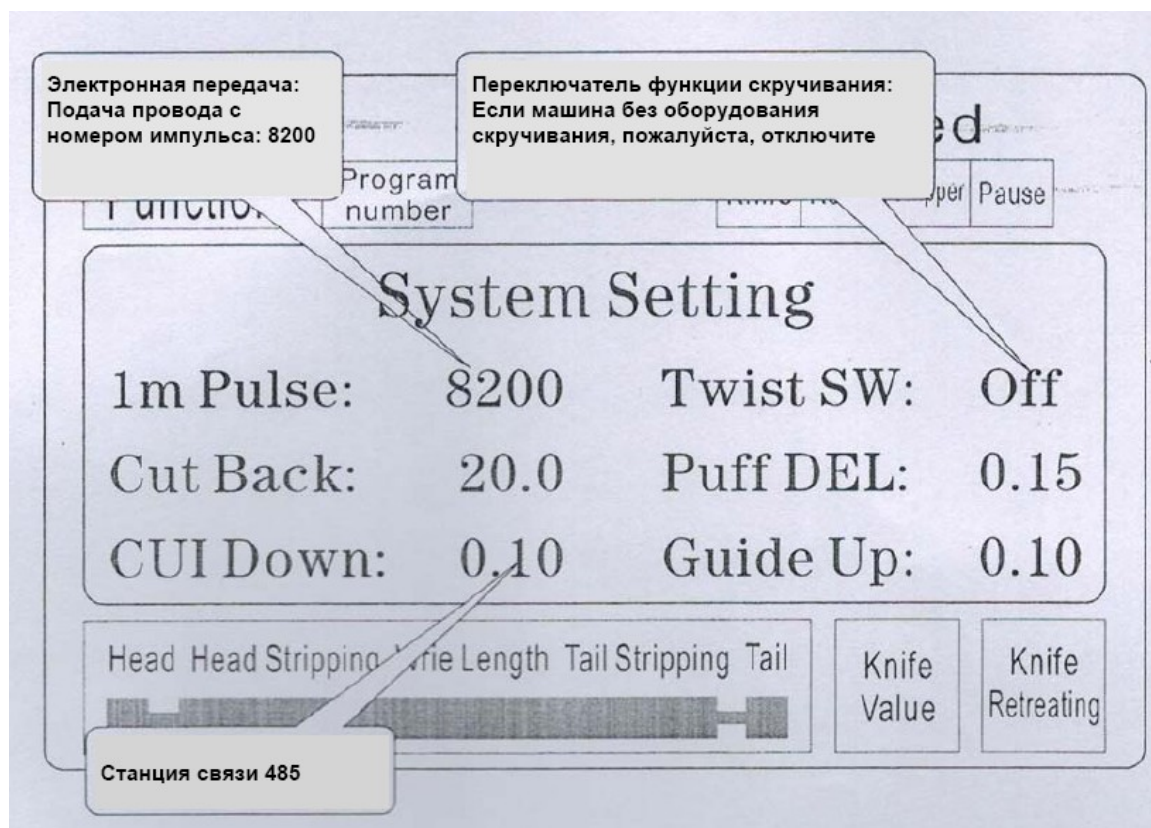 Электронная передача:
Подача провода с
номером импульса: 8200
Переключатель функции скручивания:
Если машина без оборудования
скручивания, пожалуйста, отключите
Program
number
Pause
System Setting
1m Pulse: 8200 Twist SW: Off
Cut Back: 20.0 Puff DEL: 0.15
CUI Down: 0.10 Guide Up: 0.10
Head Head Stripping Wrie Length Tail Stripping Tail
Knife
Value
Knife
Retreating
Станция связи 485